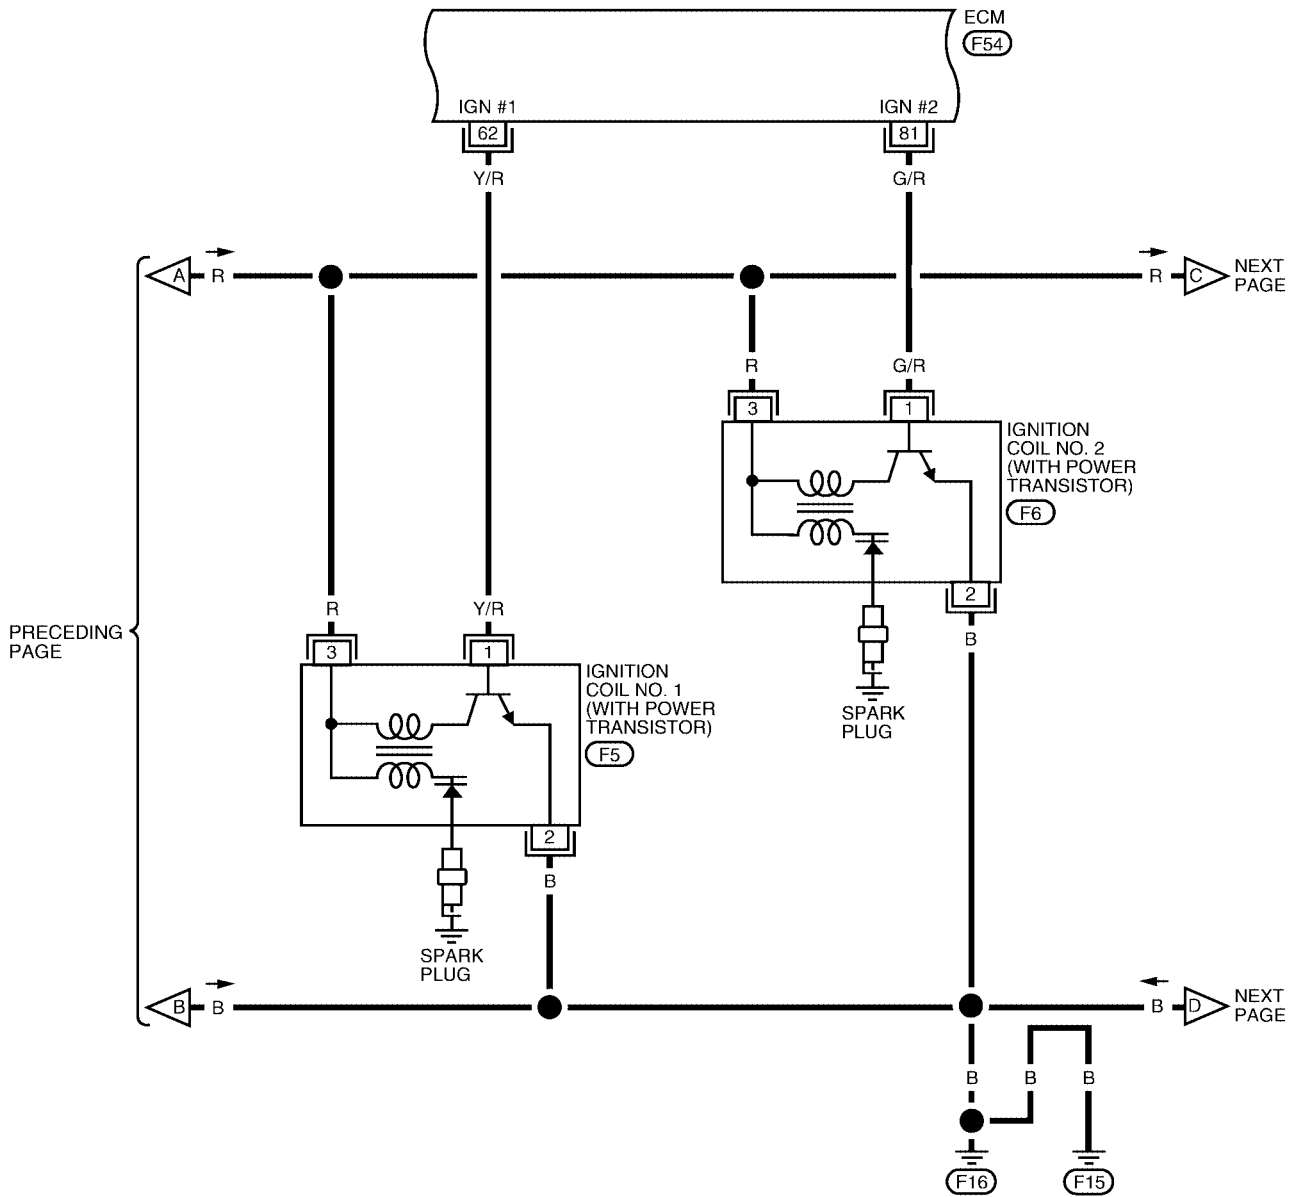 ECM
F54
IGN #1
IGN #2
62
81
Y/R
G/R
A
R
R
C
NEXT
PAGE
R
G/R
3
1
IGNITION
COIL NO. 2
(WITH POWER
TRANSISTOR)
F6
2
B
R
Y/R
PRECEDING
PAGE
3
1
IGNITION
COIL NO. 1
(WITH POWER
TRANSISTOR)
F5
SPARK
PLUG
2
B
SPARK
PLUG
B
B
B
D
NEXT
PAGE
B
B
B
F16
F15